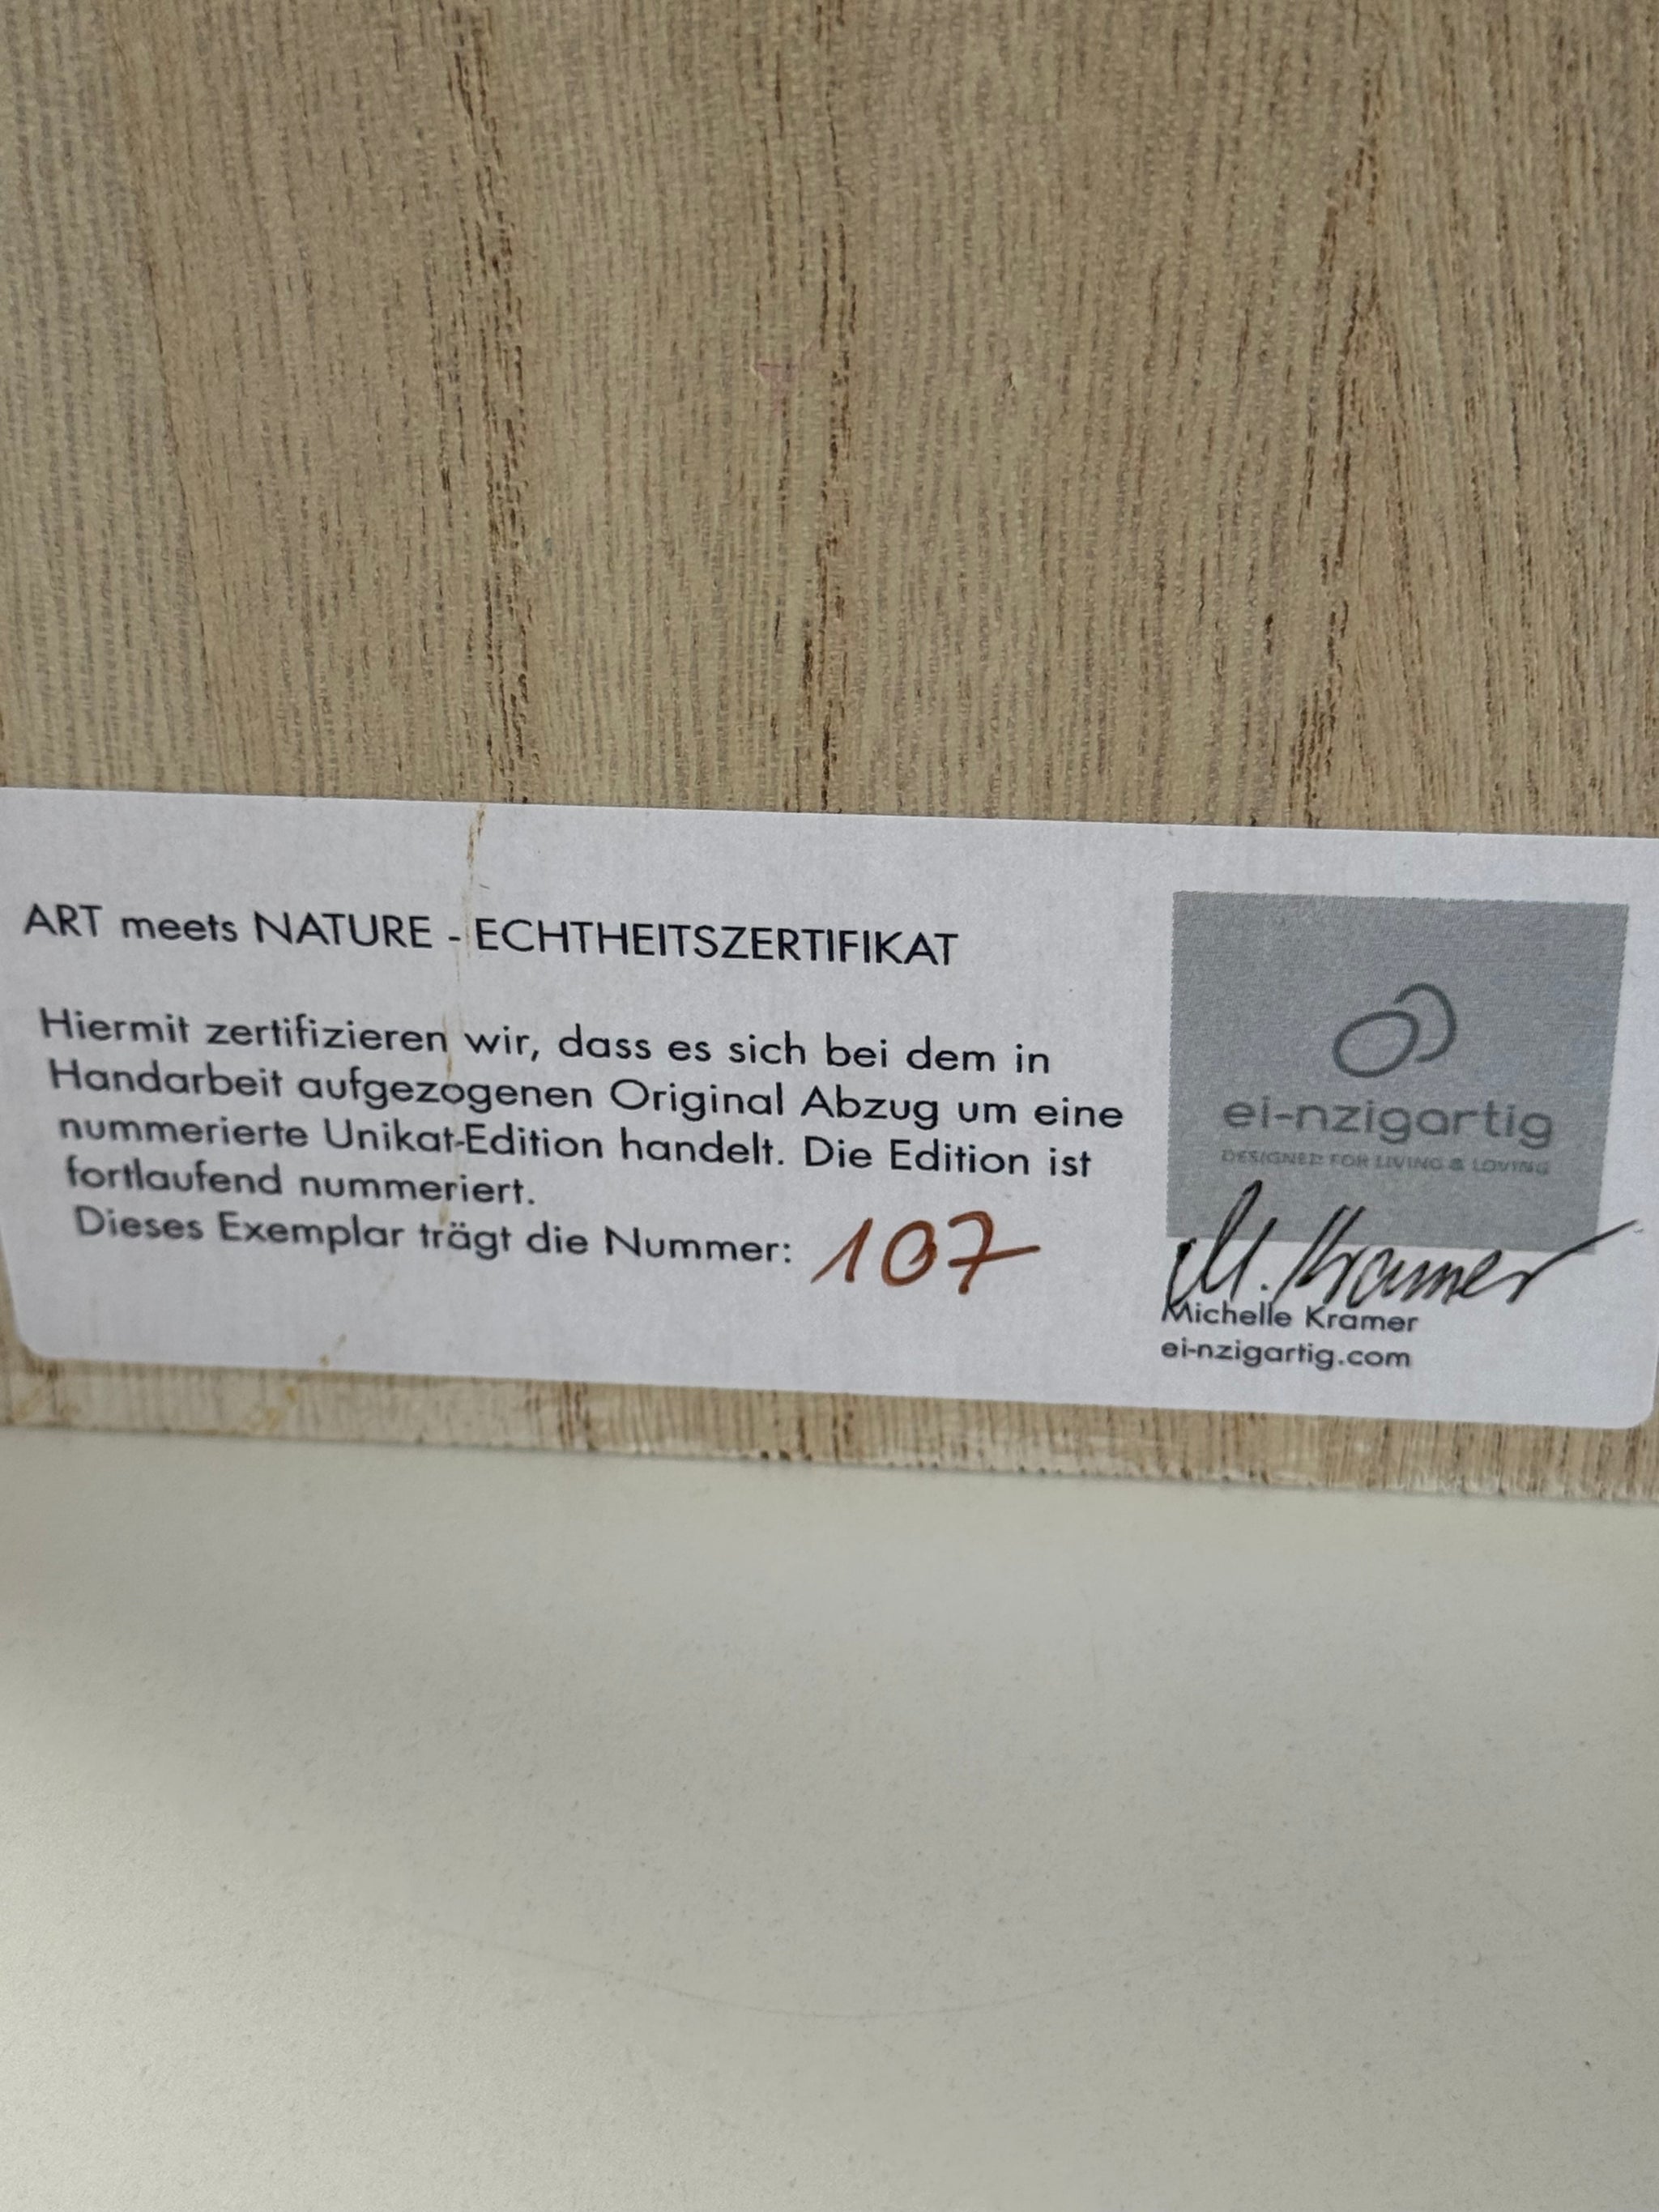 ART meets NATURE - ECHTHEITSZERTIFIKAT
Hiermit zertifizieren wir, dass es sich bei dem in
Handarbeit aufgezogenen Original Abzug um eine
nummerierte Unikat-Edition handelt. Die Edition ist
fortlaufend nummeriert.
Dieses Exemplar trägt die Nummer: 107
ei-nzigartig
DESIGNED FOR LIVING & LOVING
M. Kramer
Michelle Kramer
ei-nzigartig.com